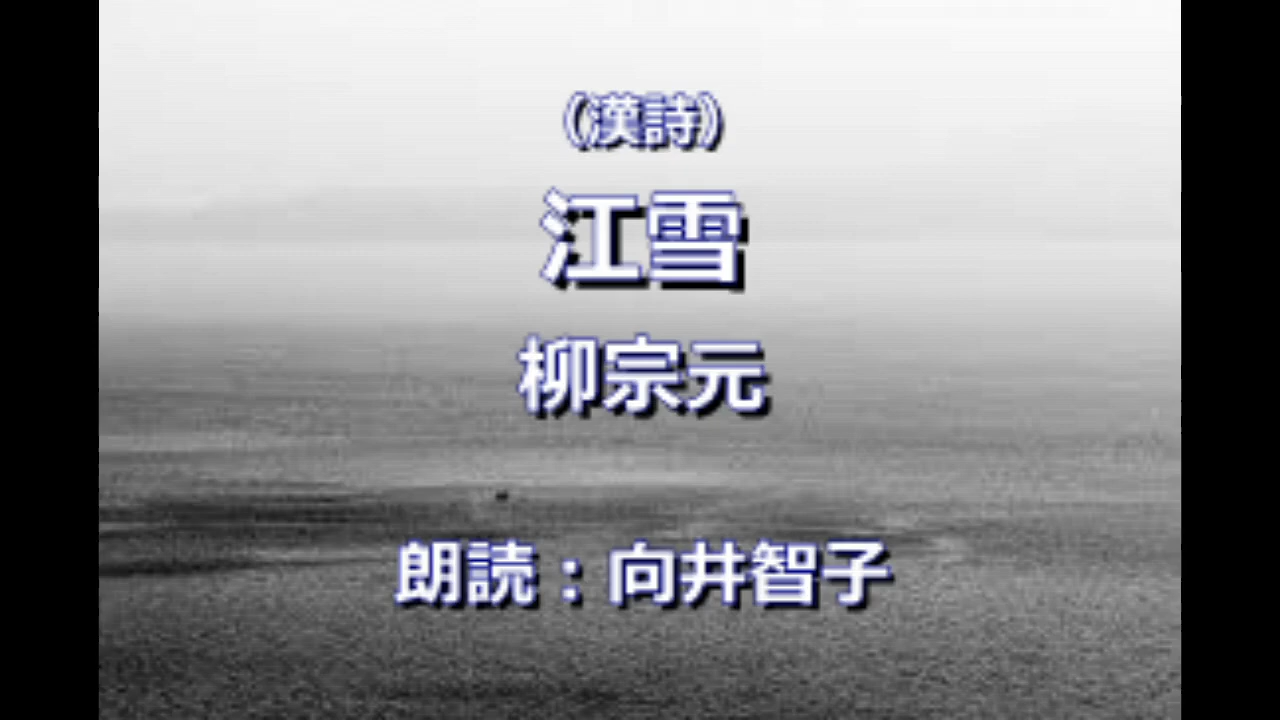 （漢詩）
江雪
柳宗元
朗読：向井智子